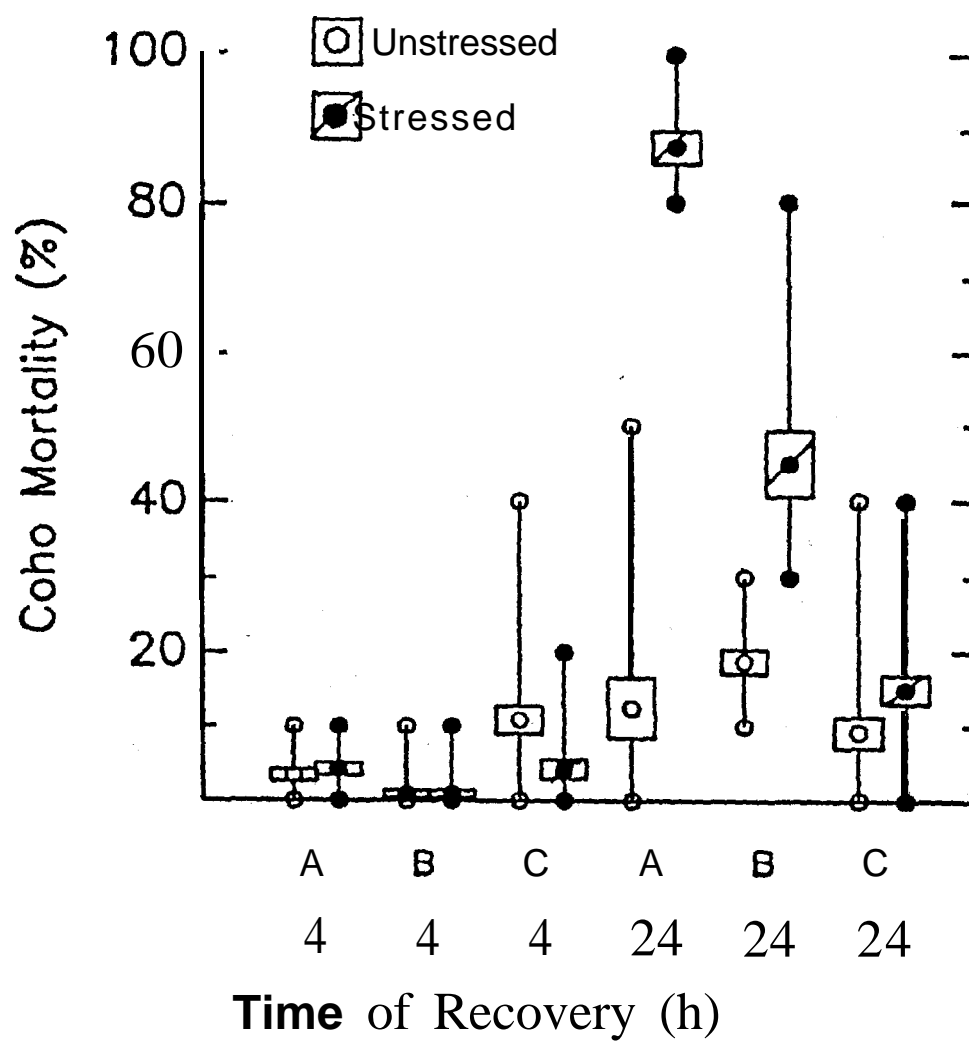 Unstressed
Stressed
Coho Mortality (%)
100
80
60
40
20
A B C A B C
4 4 4 24 24 24
Time of Recovery (h)